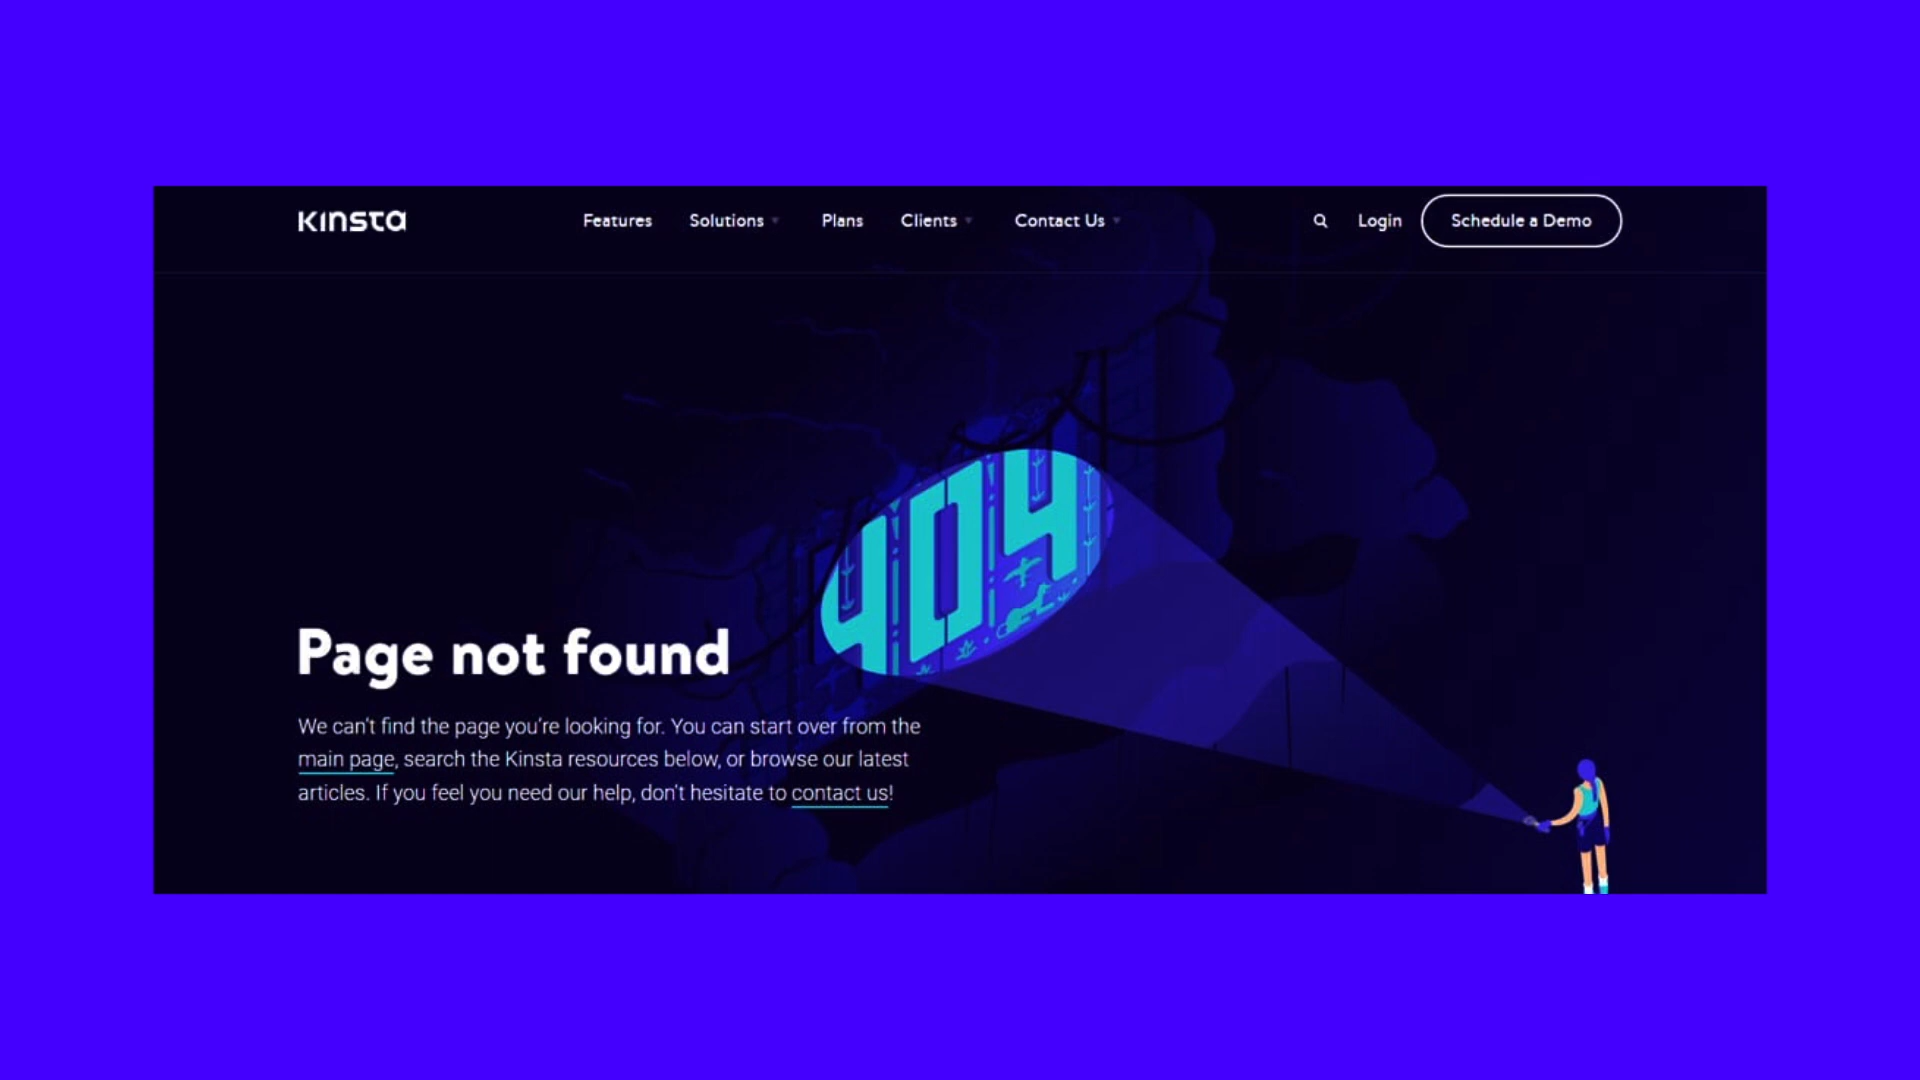 Kinsta
Features Solutions Plans Clients Contact Us Login Schedule a Demo
404
Page not found
We can't find the page you're looking for. You can start over from the
main page, search the Kinsta resources below, or browse our latest
articles. If you feel you need our help, don't hesitate to contact us!